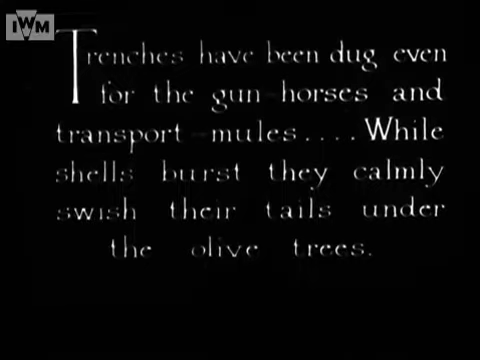 IWM
Trenches have been dug even
for the gun-horses and
transport-mules.... While
shells burst they calmly
swish their tails under
the olive trees.